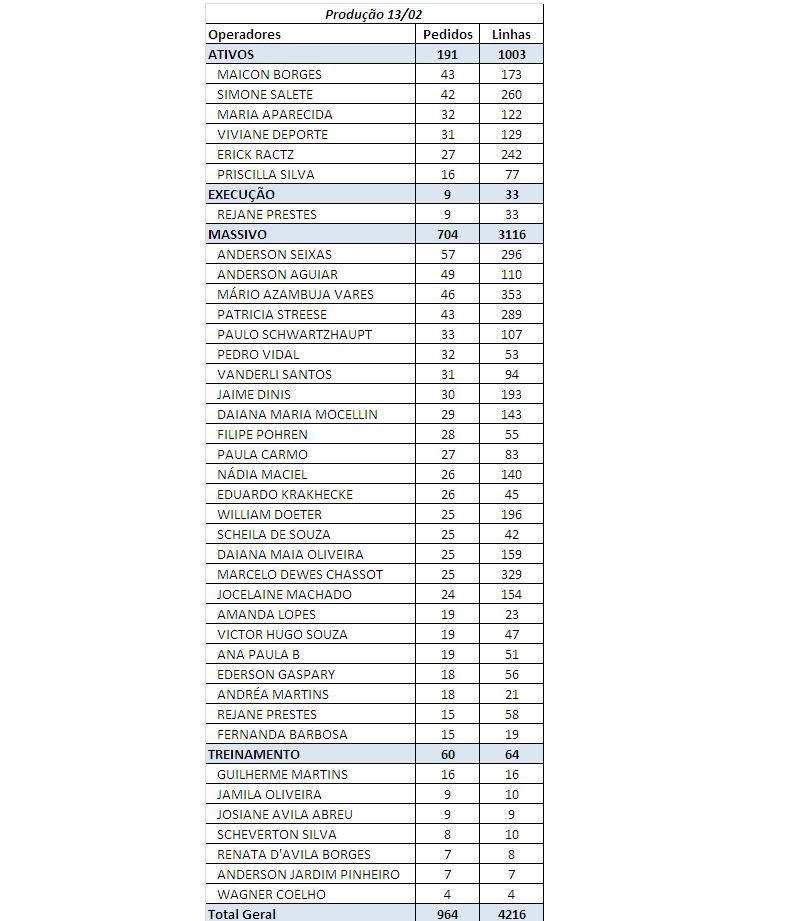 Produção 13/02
Operadores Pedidos Linhas
ATIVOS 191 1003
MAICON BORGES 43 173
SIMONE SALETE 42 260
MARIA APARECIDA 32 122
VIVIANE DEPORTE 31 129
ERICK RACTZ 27 242
PRISCILLA SILVA 16 77
EXECUÇÃO 9 33
REJANE PRESTES 9 33
MASSIVO 704 3116
ANDERSON SEIXAS 57 296
ANDERSON AGUIAR 49 110
MÁRIO AZAMBUJA VARES 46 353
PATRICIA STREESE 43 289
PAULO SCHWARTZHAUPT 33 107
PEDRO VIDAL 32 53
VANDERLI SANTOS 31 94
JAIME DINIS 30 193
DAIANA MARIA MOCELLIN 29 143
FILIPE POHREN 28 55
PAULA CARMO 27 83
NÁDIA MACIEL 26 140
EDUARDO KRAKHECKE 26 45
WILLIAM DOETER 25 196
SCHEILA DE SOUZA 25 42
DAIANA MAIA OLIVEIRA 25 159
MARCELO DEWES CHASSOT 25 329
JOCELAINE MACHADO 24 154
AMANDA LOPES 19 23
VICTOR HUGO SOUZA 19 47
ANA PAULA B 19 51
EDERSON GASPARY 18 56
ANDRÉA MARTINS 18 21
REJANE PRESTES 15 58
FERNANDA BARBOSA 15 19
TREINAMENTO 60 64
GUILHERME MARTINS 16 16
JAMILA OLIVEIRA 9 10
JOSIANE AVILA ABREU 9 9
SCHEVERTON SILVA 8 10
RENATA D'AVILA BORGES 7 8
ANDERSON JARDIM PINHEIRO 7 7
WAGNER COELHO 4 4
Total Geral 964 4216